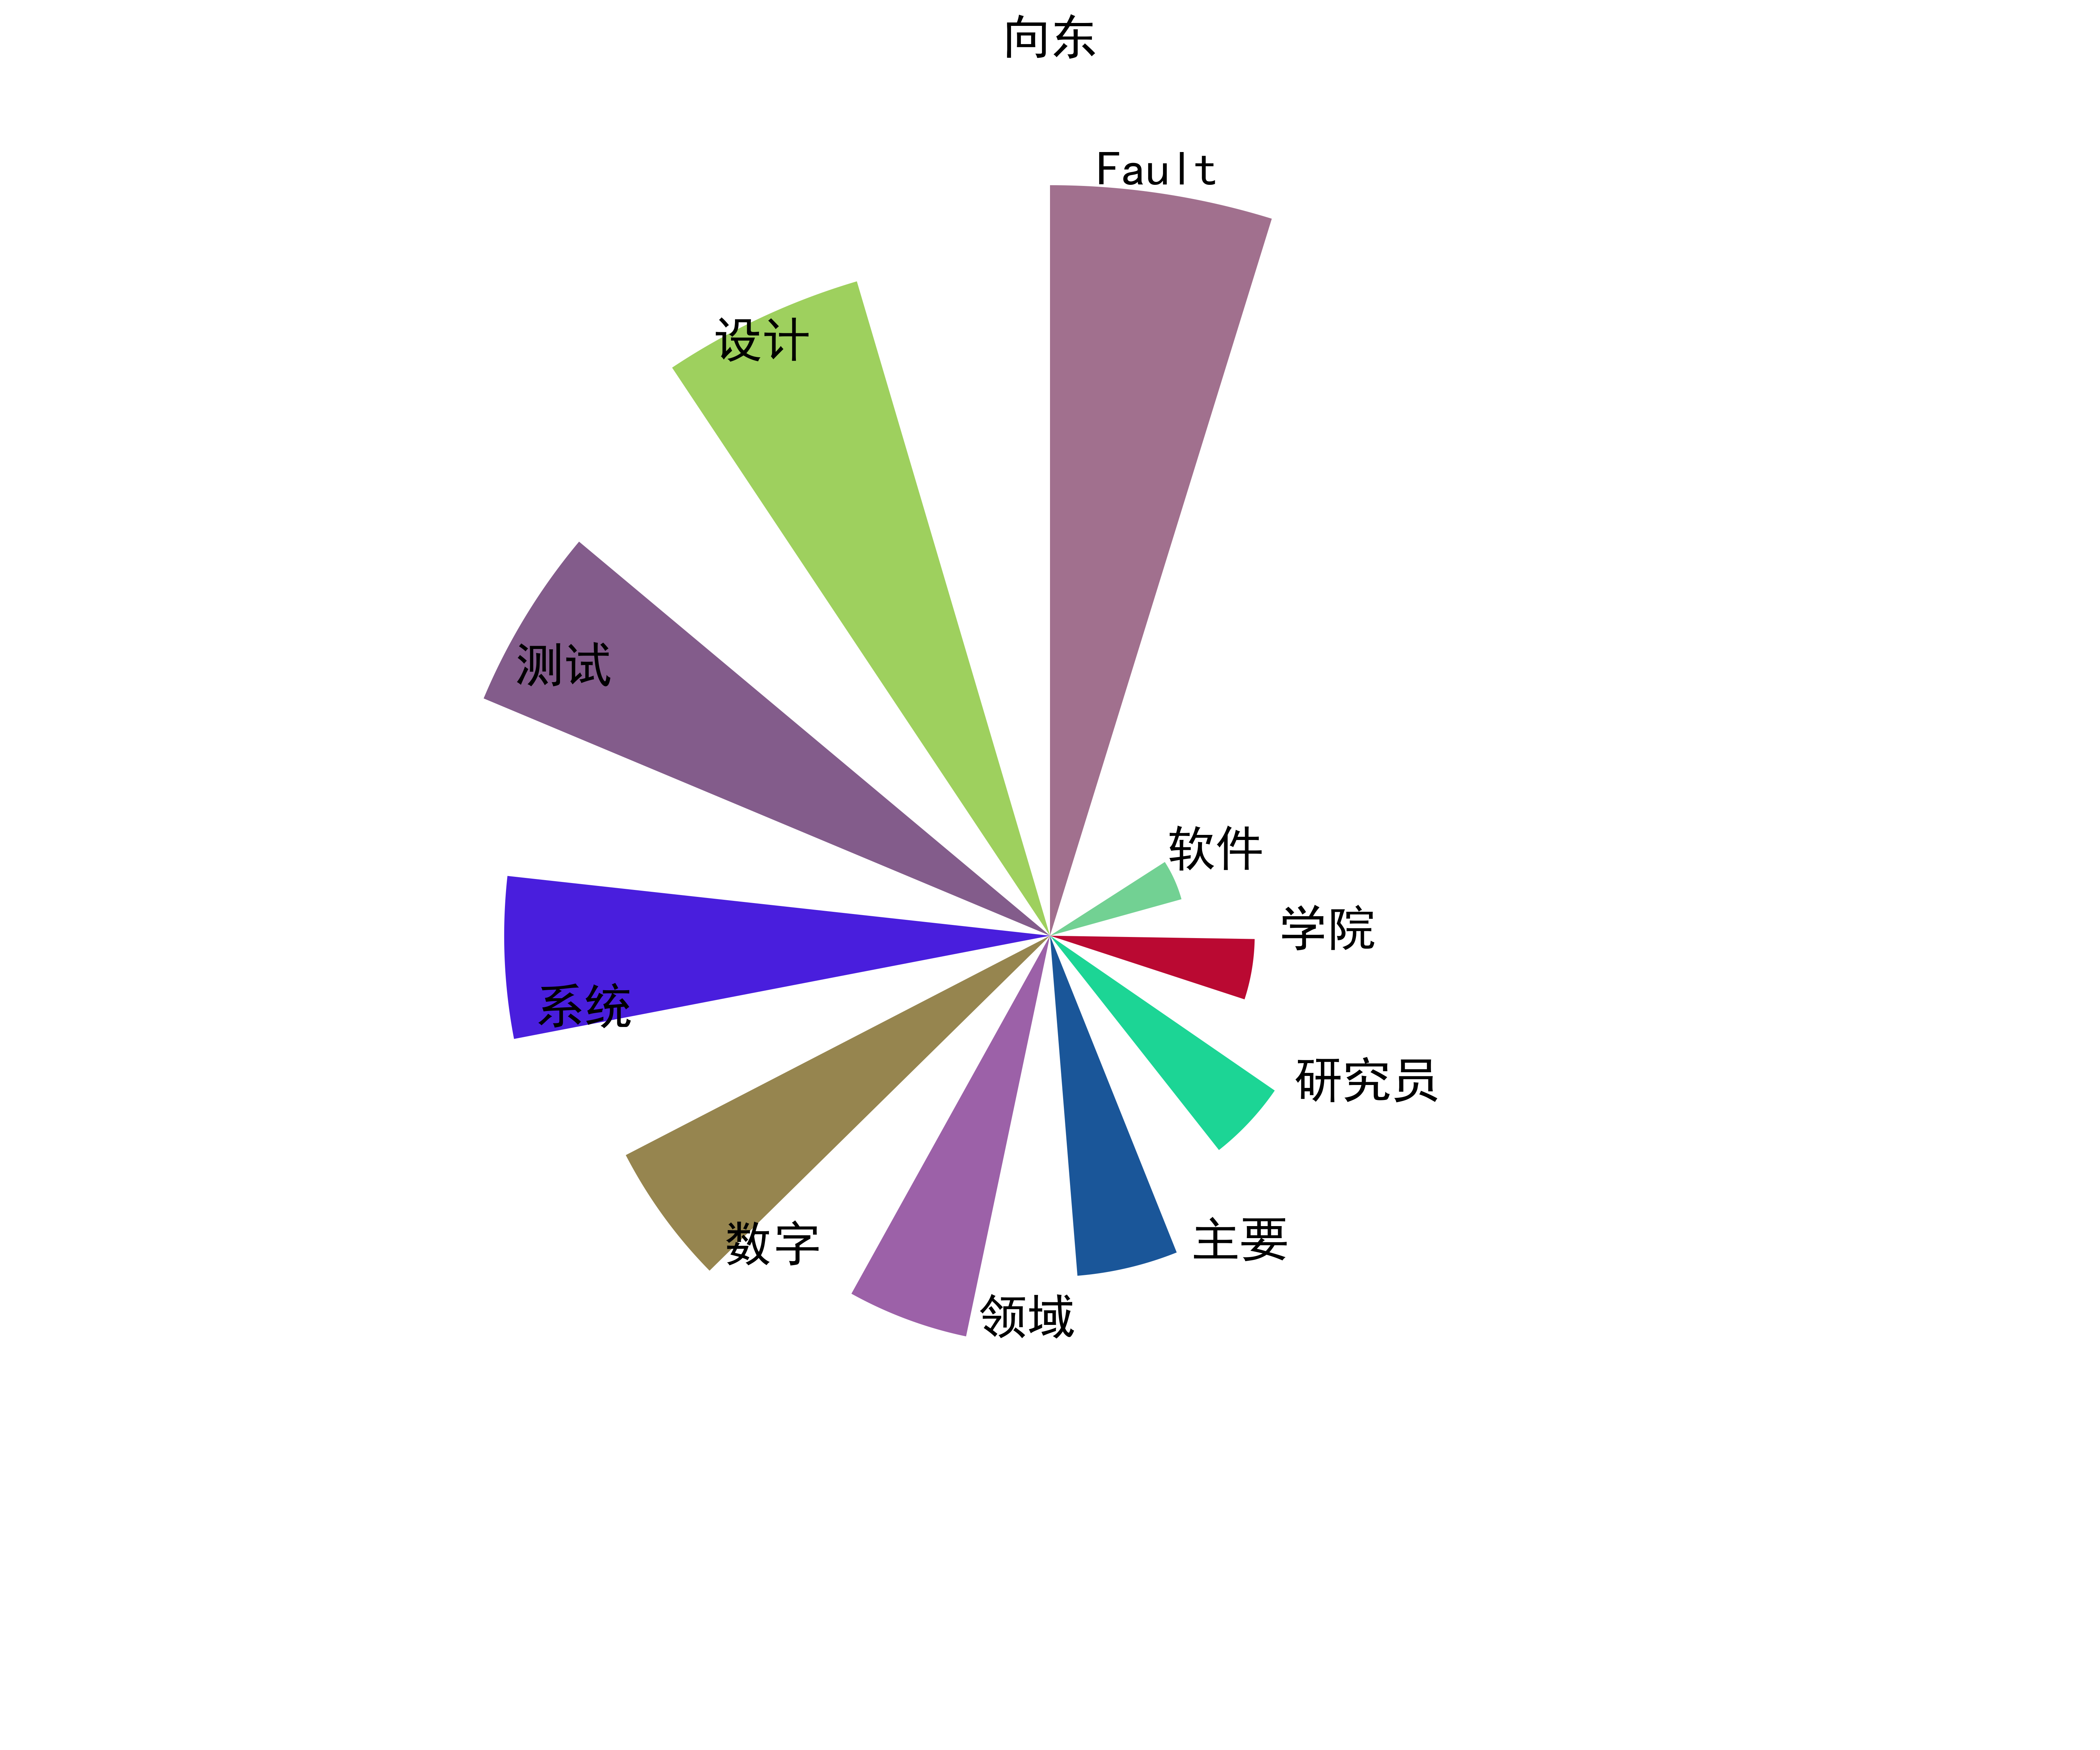 向东
Fault
设计
测试
软件
学院
系统
研究员
主要
数字
领域